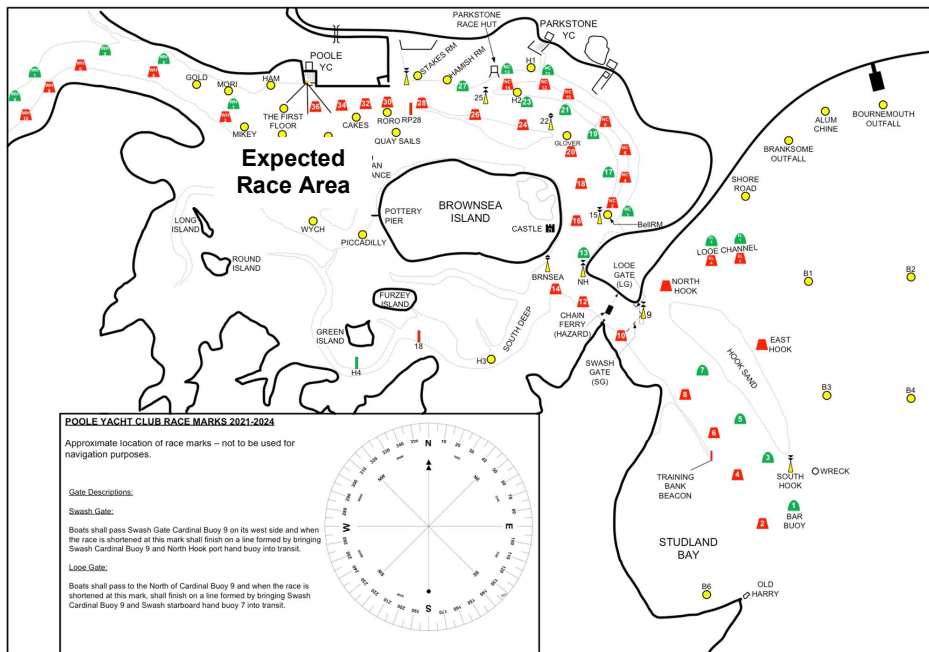 PARKSTONE
RACE HUT
PARKSTONE
YC
POOLE
YC
STAKES RM
HAMISH RM
H1
GOLD
MORI
HAM
27
25
H2
23
21
THE FIRST
FLOOR
36
34
32
30
28
RP28
26
24
22
19
MIKEY
CAKES
RORO
QUAY SAILS
GLOVER
20
Expected
Race Area
18
17
16
15
BellRM
BROWNSEA
ISLAND
CASTLE
POTTERY
PIER
WYCH
PICCADILLY
LONG
ISLAND
ROUND
ISLAND
13
NH
BRNSEA
14
12
LOOE
GATE
(LG)
9
10
CHAIN
FERRY
(HAZARD)
SWASH
GATE
(SG)
FURZEY
ISLAND
GREEN
ISLAND
18
H4
H3
SOUTH DEEP
ALUM
CHINE
BOURNEMOUTH
OUTFALL
BRANKSOME
OUTFALL
SHORE
ROAD
LOOE CHANNEL
NORTH
HOOK
B1
B2
EAST
HOOK
HOOK SAND
7
8
B3
B4
5
6
3
4
SOUTH
HOOK
WRECK
TRAINING
BANK
BEACON
1
BAR
BUOY
2
STUDLAND
BAY
B6
OLD
HARRY
POOLE YACHT CLUB RACE MARKS 2021-2024
Approximate location of race marks – not to be used for
navigation purposes.
Gate Descriptions:
Swash Gate:
Boats shall pass Swash Gate Cardinal Buoy 9 on its west side and when
the race is shortened at this mark shall finish on a line formed by bringing
Swash Cardinal Buoy 9 and North Hook port hand buoy into transit.
Looe Gate:
Boats shall pass to the North of Cardinal Buoy 9 and when the race is
shortened at this mark, shall finish on a line formed by bringing Swash
Cardinal Buoy 9 and Swash starboard hand buoy 7 into transit.
N
NE
E
SE
S
SW
W
NW